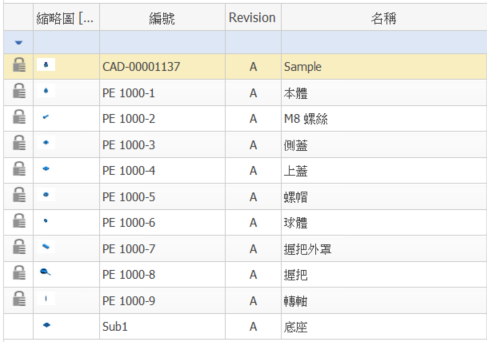 縮略圖 [... 編號 Revision 名稱
CAD-00001137 A Sample
PE 1000-1 A 本體
PE 1000-2 A M8 螺絲
PE 1000-3 A 側蓋
PE 1000-4 A 上蓋
PE 1000-5 A 螺帽
PE 1000-6 A 球體
PE 1000-7 A 握把外罩
PE 1000-8 A 握把
PE 1000-9 A 轉軸
Sub1 A 底座